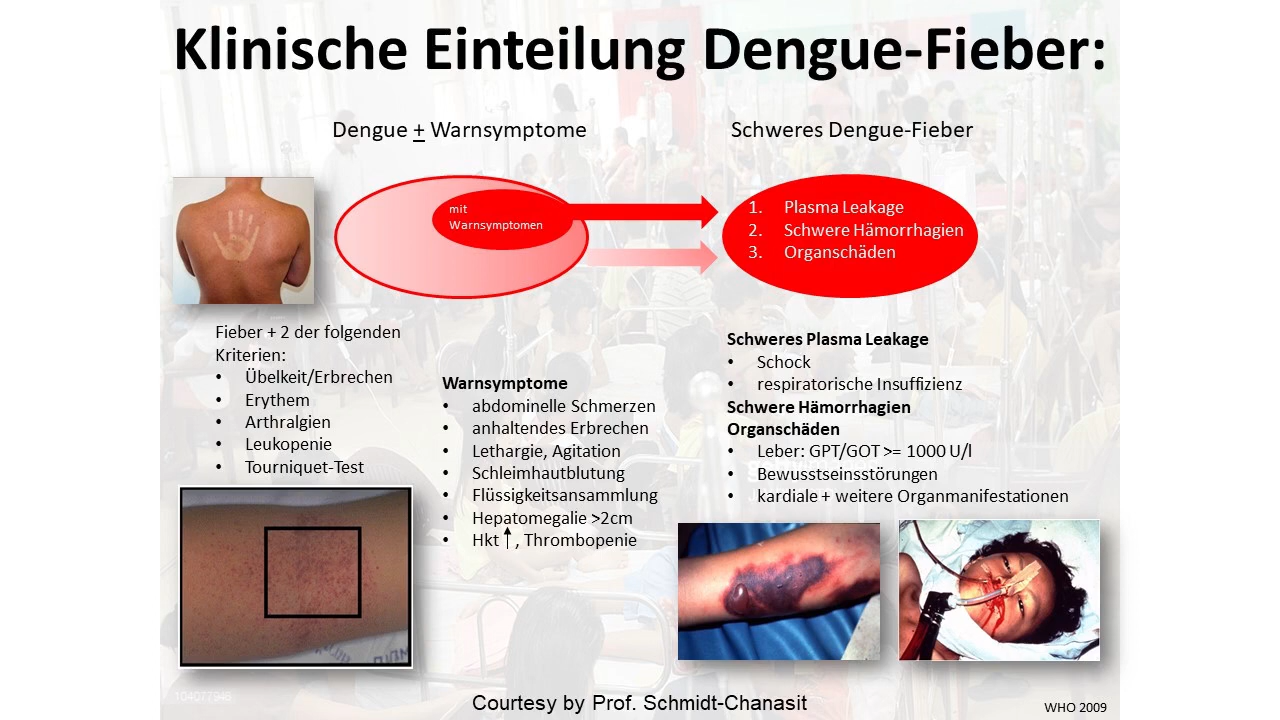 Klinische Einteilung Dengue-Fieber:
Dengue ± Warnsymptome
Schweres Dengue-Fieber
mit
Warnsymptomen
1. Plasma Leakage
2. Schwere Hämorrhagien
3. Organschäden
Fieber + 2 der folgenden
Kriterien:
• Übelkeit/Erbrechen
• Erythem
• Arthralgien
• Leukopenie
• Tourniquet-Test
Warnsymptome
• abdominelle Schmerzen
• anhaltendes Erbrechen
• Lethargie, Agitation
• Schleimhautblutung
• Flüssigkeitsansammlung
• Hepatomegalie >2cm
• Hkt ↑, Thrombopenie
Schweres Plasma Leakage
• Schock
• respiratorische Insuffizienz
Schwere Hämorrhagien
Organschäden
• Leber: GPT/GOT >= 1000 U/l
• Bewusstseinsstörungen
• kardiale + weitere Organmanifestationen
104077948
Courtesy by Prof. Schmidt-Chanasit
WHO 2009